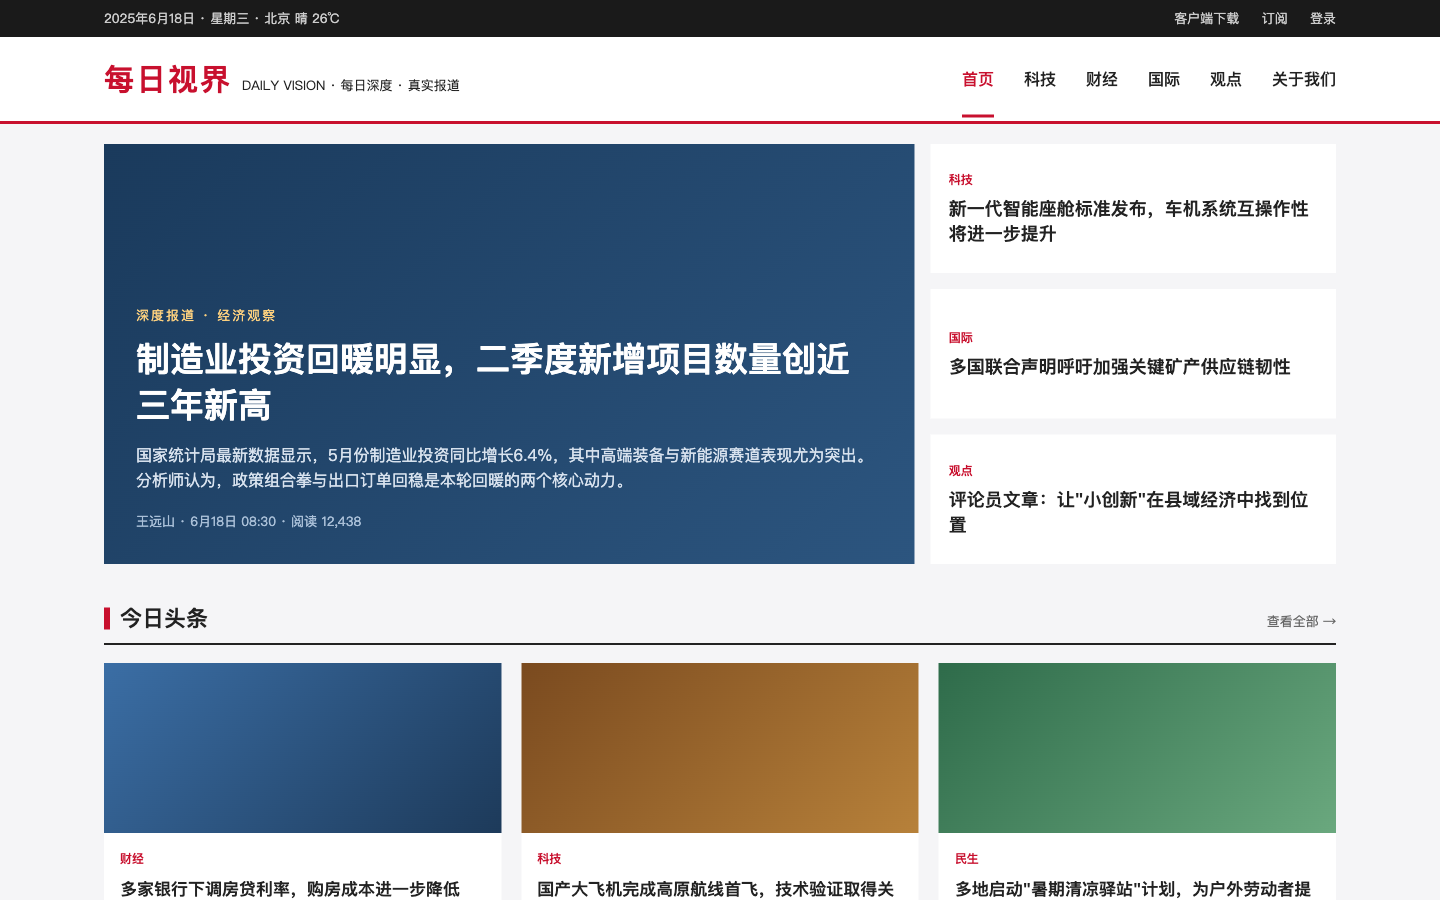 2025年6月18日 · 星期三 · 北京 晴 26℃
客户端下载 订阅 登录
每日视界 DAILY VISION · 每日深度 · 真实报道
首页 科技 财经 国际 观点 关于我们
深度报道 · 经济观察
制造业投资回暖明显，二季度新增项目数量创近
三年新高
国家统计局最新数据显示，5月份制造业投资同比增长6.4%，其中高端装备与新能源赛道表现尤为突出。
分析师认为，政策组合拳与出口订单回稳是本轮回暖的两个核心动力。
王远山 · 6月18日 08:30 · 阅读 12,438
科技
新一代智能座舱标准发布，车机系统互操作性
将进一步提升
国际
多国联合声明呼吁加强关键矿产供应链韧性
观点
评论员文章：让"小创新"在县域经济中找到位
置
今日头条
查看全部 →
财经
多家银行下调房贷利率，购房成本进一步降低
科技
国产大飞机完成高原航线首飞，技术验证取得关
民生
多地启动"暑期清凉驿站"计划，为户外劳动者提